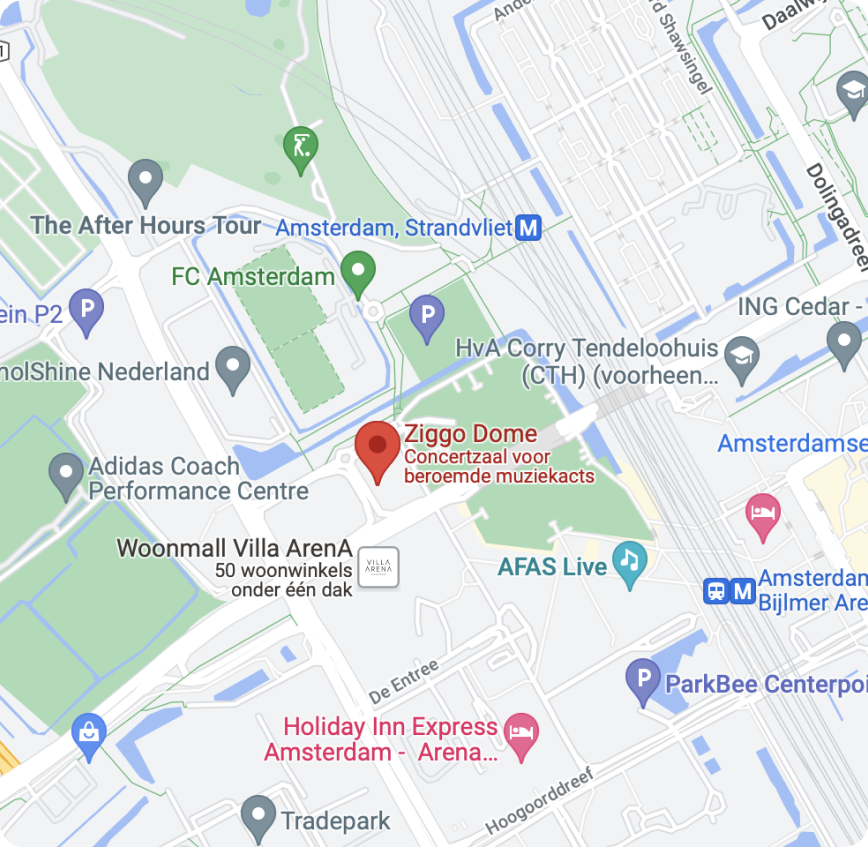 Daalwij
d Shawsingel
Dolingadreef
The After Hours Tour
Amsterdam, Strandvliet
M
FC Amsterdam
P
ein P2
P
ING Cedar -
HvA Corry Tendeloohuis
(CTH) (voorheen...
nolShine Nederland
Ziggo Dome
Concertzaal voor
beroemde muziekacts
Amsterdamse
Adidas Coach
Performance Centre
Woonmall Villa ArenA
50 woonwinkels
onder één dak
VILLA
ARENA
AFAS Live
M
Amsterdam
Bijlmer Are
De Entree
P
ParkBee Centerpoi
Holiday Inn Express
Amsterdam - Arena...
Hoogoorddreef
Tradepark